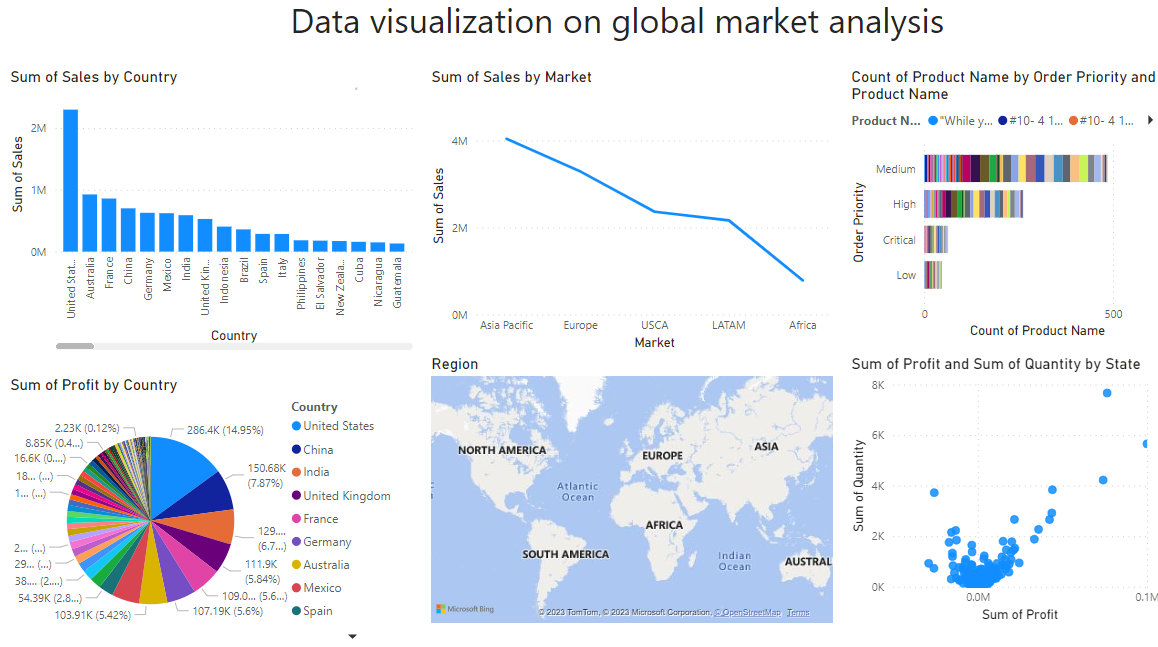 Data visualization on global market analysis
Sum of Sales by Country
Sum of Sales
2M
1M
0M
United Stat...
Australia
France
China
Germany
Mexico
India
United Kin...
Indonesia
Brazil
Spain
Italy
Philippines
El Salvador
New Zeala...
Cuba
Nicaragua
Guatemala
Country
Sum of Sales by Market
Sum of Sales
4M
2M
0M
Asia Pacific
Europe
USCA
LATAM
Africa
Market
Count of Product Name by Order Priority and
Product Name
Product N...
"While y...
#10- 4 1...
#10- 4 1...
Order Priority
Medium
High
Critical
Low
0
500
Count of Product Name
Sum of Profit by Country
2.23K (0.12%)
8.85K (0.4...)
16.6K (0....)
18... (...)
1... (...)
2... (...)
29... (...)
38.... (2....)
54.39K (2.8...)
103.91K (5.42%)
286.4K (14.95%)
150.68K
(7.87%)
129....
(6.7...)
111.9K
(5.84%)
109.0... (5.6...)
107.19K (5.6%)
Country
United States
China
India
United Kingdom
France
Germany
Australia
Mexico
Spain
Region
NORTH AMERICA
EUROPE
ASIA
Atlantic
Ocean
AFRICA
SOUTH AMERICA
Indian
Ocean
AUSTRAL
Microsoft Bing
© 2023 TomTom, © 2023 Microsoft Corporation, © OpenStreetMap Terms
Sum of Profit and Sum of Quantity by State
Sum of Quantity
8K
6K
4K
2K
0K
0.0M
0.1M
Sum of Profit